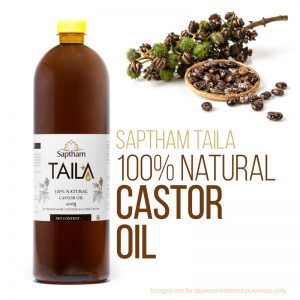 Saptham
TAILA
100% NATURAL
CASTOR OIL
NET CONTENT:
SAPTHAM TAILA
100% NATURAL
CASTOR
OIL
Images are for representational purposes only